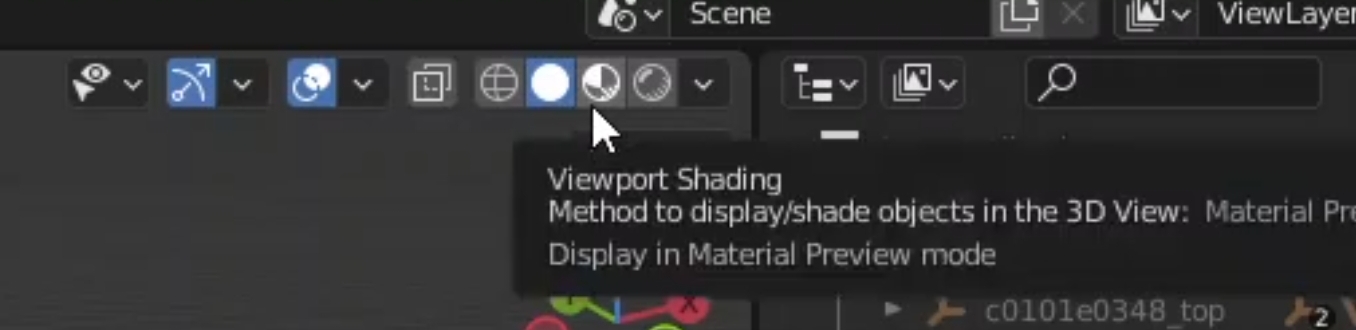 Scene
ViewLayer
Viewport Shading
Method to display/shade objects in the 3D View: Material Pre
Display in Material Preview mode
X
c0101e0348_top
2